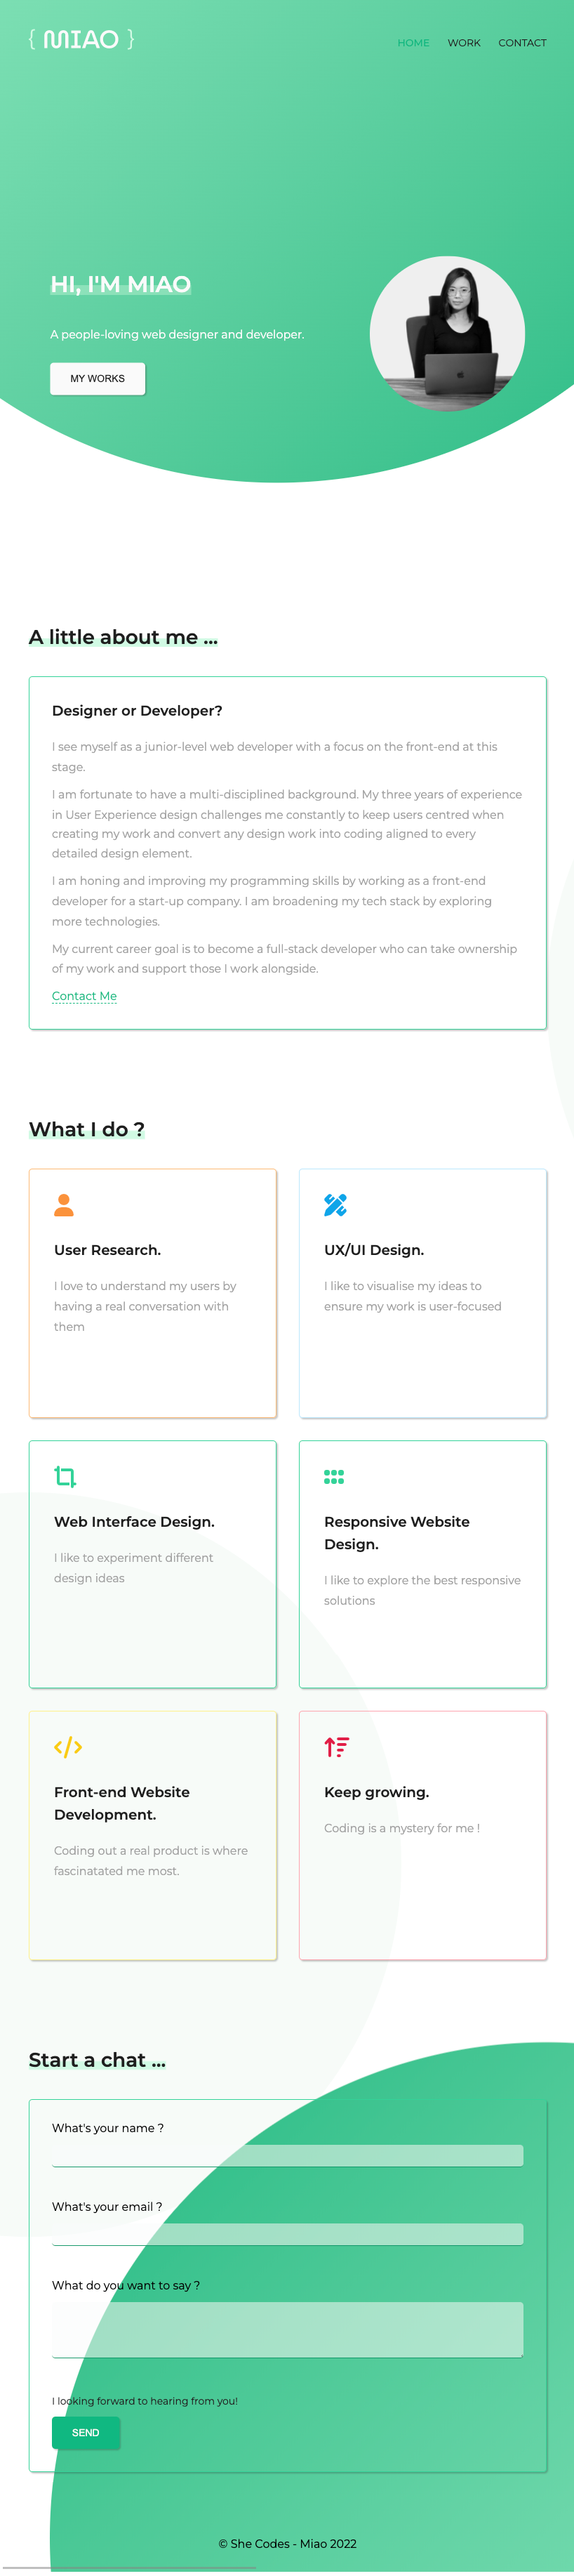 { MIAO }
HOME WORK CONTACT
HI, I'M MIAO
A people-loving web designer and developer.
MY WORKS
A little about me ...
Designer or Developer?
I see myself as a junior-level web developer with a focus on the front-end at this
stage.
I am fortunate to have a multi-disciplined background. My three years of experience
in User Experience design challenges me constantly to keep users centred when
creating my work and convert any design work into coding aligned to every
detailed design element.
I am honing and improving my programming skills by working as a front-end
developer for a start-up company. I am broadening my tech stack by exploring
more technologies.
My current career goal is to become a full-stack developer who can take ownership
of my work and support those I work alongside.
Contact Me
What I do ?
User Research.
I love to understand my users by
having a real conversation with
them
UX/UI Design.
I like to visualise my ideas to
ensure my work is user-focused
Web Interface Design.
I like to experiment different
design ideas
Responsive Website
Design.
I like to explore the best responsive
solutions
Front-end Website
Development.
Coding out a real product is where
fascinatated me most.
Keep growing.
Coding is a mystery for me !
Start a chat ...
What's your name ?
What's your email ?
What do you want to say ?
I looking forward to hearing from you!
SEND
© She Codes - Miao 2022